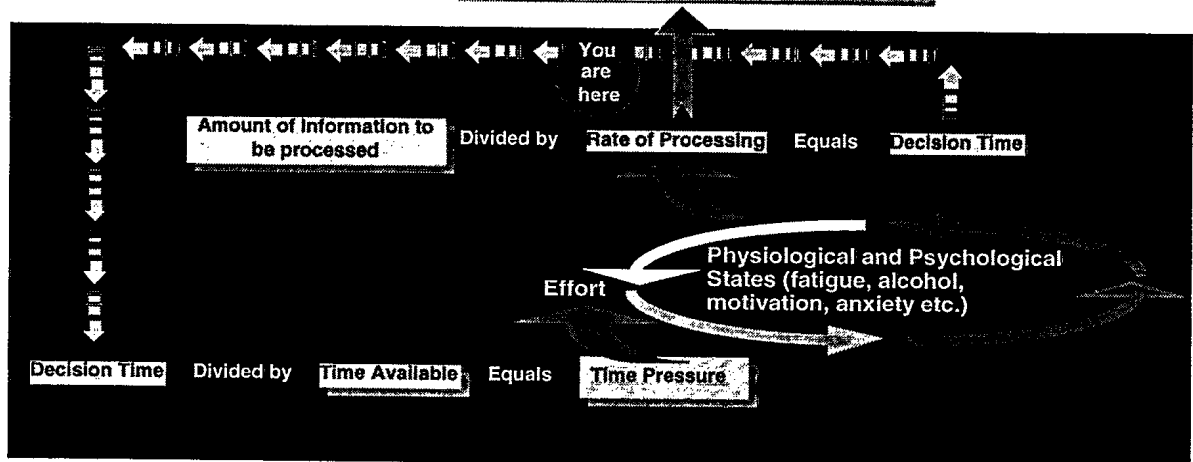 You
are
here
Amount of Information to
be processed
Divided by
Rate of Processing
Equals
Decision Time
Physiological and Psychological
States (fatigue, alcohol,
motivation, anxiety etc.)
Effort
Decision Time
Divided by
Time Available
Equals
Time Pressure